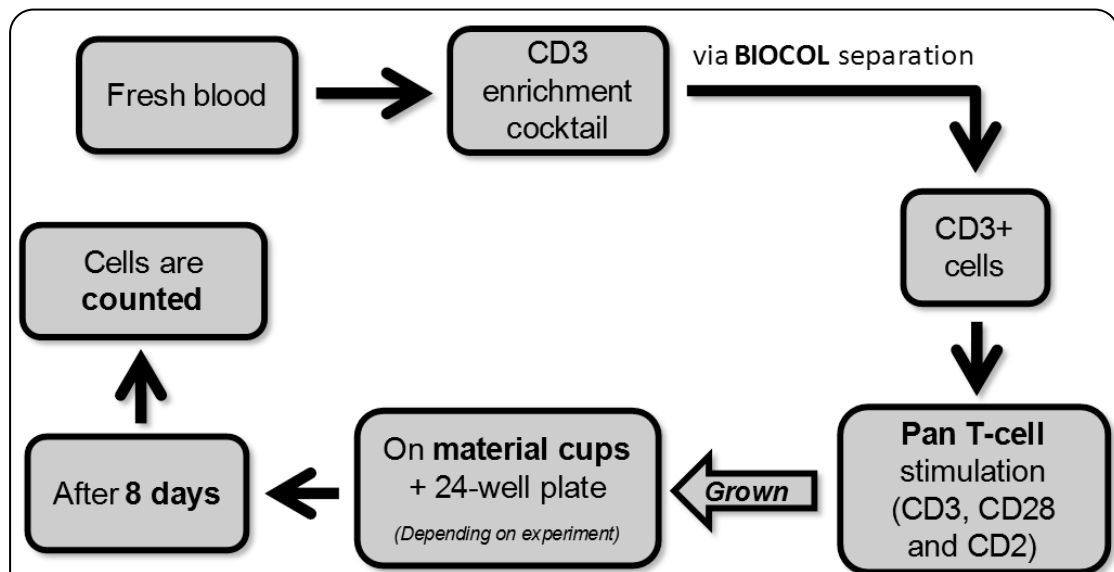 Fresh blood
CD3
enrichment
cocktail
via BIOCOL separation
CD3+
cells
Pan T-cell
stimulation
(CD3, CD28
and CD2)
Grown
On material cups
+ 24-well plate
(Depending on experiment)
After 8 days
Cells are
counted